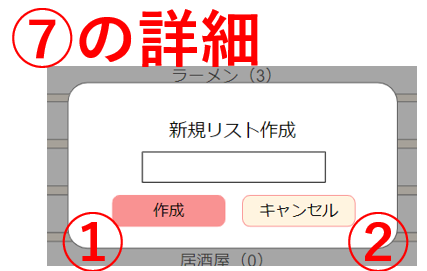 ⑦の詳細
ラーメン（3）
新規リスト作成
作成
キャンセル
①
②
居酒屋（0）